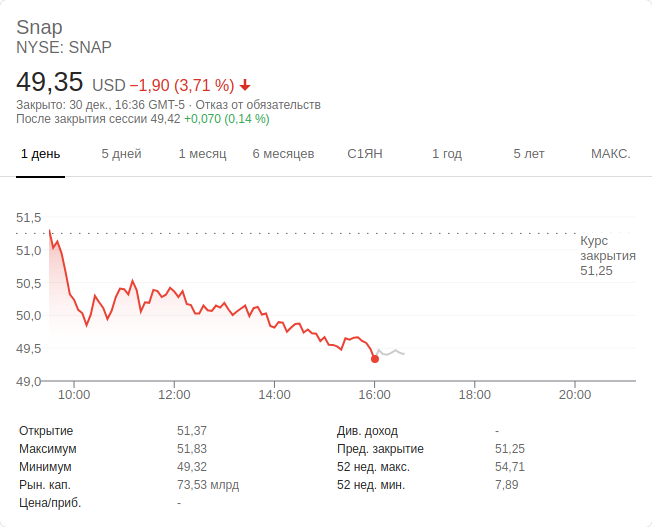 Snap
NYSE: SNAP
49,35 USD −1,90 (3,71 %)
Закрыто: 30 дек., 16:36 GMT-5 · Отказ от обязательств
После закрытия сессии 49,42 +0,070 (0,14 %)
1 день 5 дней 1 месяц 6 месяцев С1ЯН 1 год 5 лет МАКС.
51,5
51,0
50,5
50,0
49,5
49,0
Курс
закрытия
51,25
10:00 12:00 14:00 16:00 18:00 20:00
Открытие 51,37 Див. доход -
Максимум 51,83 Пред. закрытие 51,25
Минимум 49,32 52 нед. макс. 54,71
Рын. кап. 73,53 млрд 52 нед. мин. 7,89
Цена/приб. -